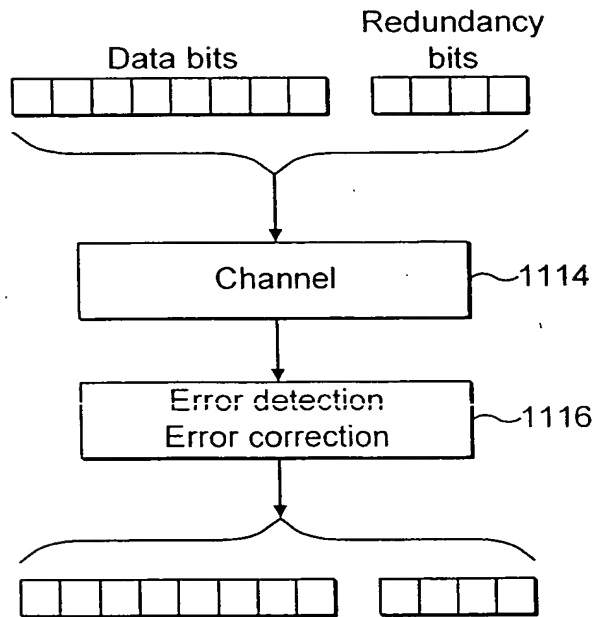 Redundancy
Data bits bits
Channel
1114
Error detection
Error correction
1116